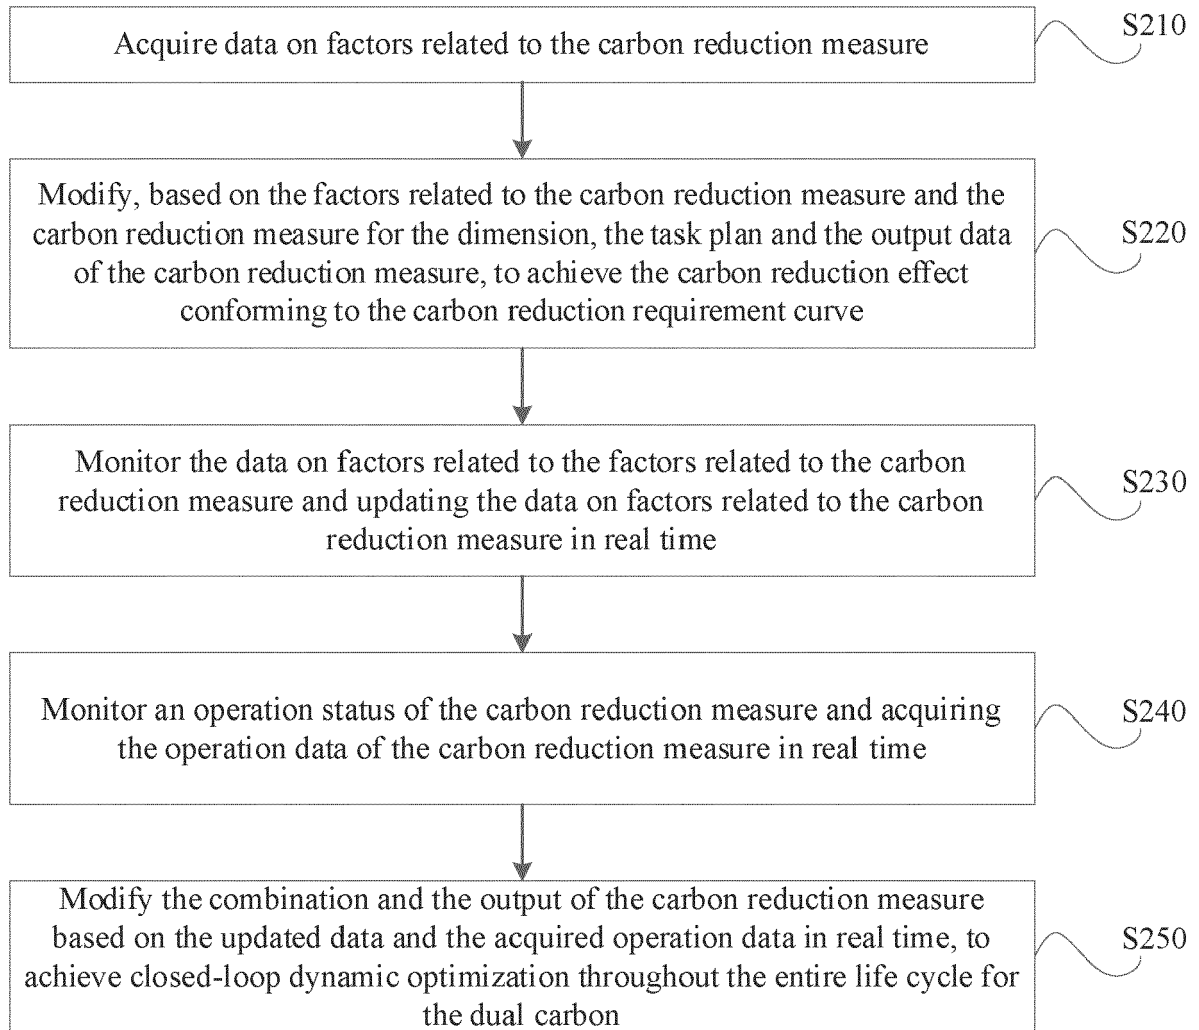 Acquire data on factors related to the carbon reduction measure
S210
Modify, based on the factors related to the carbon reduction measure and the
carbon reduction measure for the dimension, the task plan and the output data
of the carbon reduction measure, to achieve the carbon reduction effect
conforming to the carbon reduction requirement curve
S220
Monitor the data on factors related to the factors related to the carbon
reduction measure and updating the data on factors related to the carbon
reduction measure in real time
S230
Monitor an operation status of the carbon reduction measure and acquiring
the operation data of the carbon reduction measure in real time
S240
Modify the combination and the output of the carbon reduction measure
based on the updated data and the acquired operation data in real time, to
achieve closed-loop dynamic optimization throughout the entire life cycle for
the dual carbon
S250